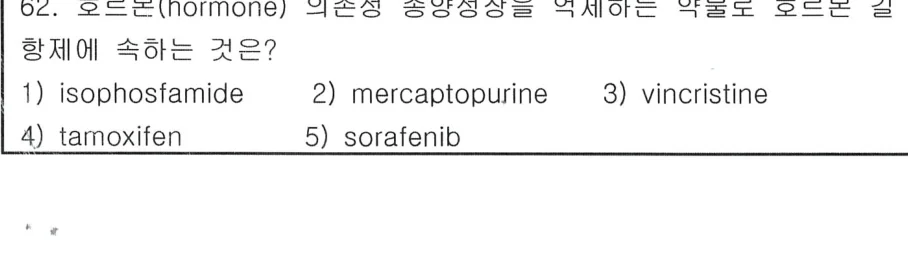 62. 호르몬(hormone) 의존성 종양성장을 억제하는 약물로 호르몬 길
항제에 속하는 것은?
1) isophosfamide 2) mercaptopurine 3) vincristine
4) tamoxifen 5) sorafenib